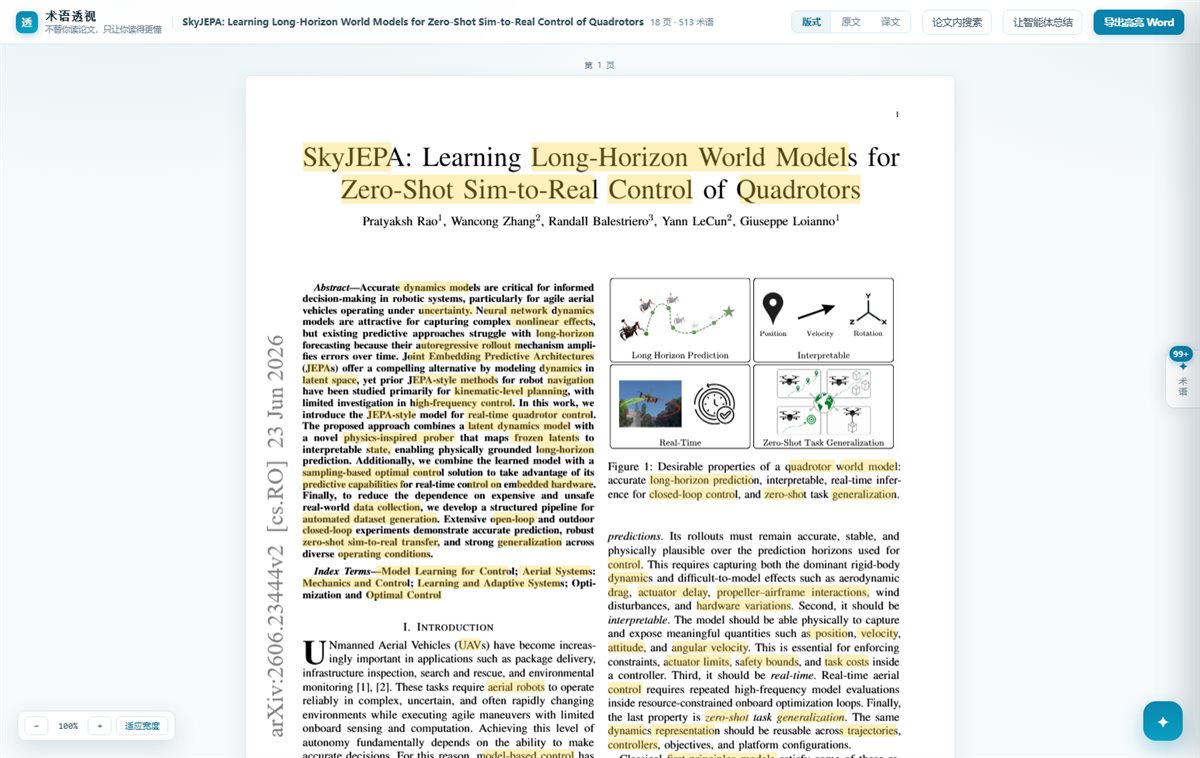 透
术语透视
不替你读论文，只让你读得更懂
SkyJEPA: Learning Long-Horizon World Models for Zero-Shot Sim-to-Real Control of Quadrotors 18 页 · 513 术语
版式 原文 译文 论文内搜索 让智能体总结 导出高亮 Word
第 1 页
1
SkyJEPA: Learning Long-Horizon World Models for
Zero-Shot Sim-to-Real Control of Quadrotors
Pratyaksh Rao1, Wancong Zhang2, Randall Balestriero3, Yann LeCun2, Giuseppe Loianno1
arXiv:2606.23444v2 [cs.RO] 23 Jun 2026
Abstract—Accurate dynamics models are critical for informed
decision-making in robotic systems, particularly for agile aerial
vehicles operating under uncertainty. Neural network dynamics
models are attractive for capturing complex nonlinear effects,
but existing predictive approaches struggle with long-horizon
forecasting because their autoregressive rollout mechanism ampli-
fies errors over time. Joint Embedding Predictive Architectures
(JEPAs) offer a compelling alternative by modeling dynamics in
latent space, yet prior JEPA-style methods for robot navigation
have been studied primarily for kinematic-level planning, with
limited investigation in high-frequency control. In this work, we
introduce the JEPA-style model for real-time quadrotor control.
The proposed approach combines a latent dynamics model with
a novel physics-inspired prober that maps frozen latents to
interpretable state, enabling physically grounded long-horizon
prediction. Additionally, we combine the learned model with a
sampling-based optimal control solution to take advantage of its
predictive capabilities for real-time control on embedded hardware.
Finally, to reduce the dependence on expensive and unsafe
real-world data collection, we develop a structured pipeline for
automated dataset generation. Extensive open-loop and outdoor
closed-loop experiments demonstrate accurate prediction, robust
zero-shot sim-to-real transfer, and strong generalization across
diverse operating conditions.
Index Terms—Model Learning for Control; Aerial Systems:
Mechanics and Control; Learning and Adaptive Systems; Opti-
mization and Optimal Control
I. INTRODUCTION
UNmanned Aerial Vehicles (UAVs) have become increas-
ingly important in applications such as package delivery,
infrastructure inspection, search and rescue, and environmental
monitoring [1], [2]. These tasks require aerial robots to operate
reliably in complex, uncertain, and often rapidly changing
environments while executing agile maneuvers with limited
onboard sensing and computation. Achieving this level of
autonomy fundamentally depends on the ability to make
accurate decisions. For this reason, model-based control has
Long Horizon Prediction
Position Velocity Rotation
Y
Z X
Interpretable
Real-Time
Zero-Shot Task Generalization
Figure 1: Desirable properties of a quadrotor world model:
accurate long-horizon prediction, interpretable, real-time infer-
ence for closed-loop control, and zero-shot task generalization.
predictions. Its rollouts must remain accurate, stable, and
physically plausible over the prediction horizons used for
control. This requires capturing both the dominant rigid-body
dynamics and difficult-to-model effects such as aerodynamic
drag, actuator delay, propeller–airframe interactions, wind
disturbances, and hardware variations. Second, it should be
interpretable. The model should be able physically to capture
and expose meaningful quantities such as position, velocity,
attitude, and angular velocity. This is essential for enforcing
constraints, actuator limits, safety bounds, and task costs inside
a controller. Third, it should be real-time. Real-time aerial
control requires repeated high-frequency model evaluations
inside resource-constrained onboard optimization loops. Finally,
the last property is zero-shot task generalization. The same
dynamics representation should be reusable across trajectories,
controllers, objectives, and platform configurations.
99+
术语
− 100% + 适应宽度